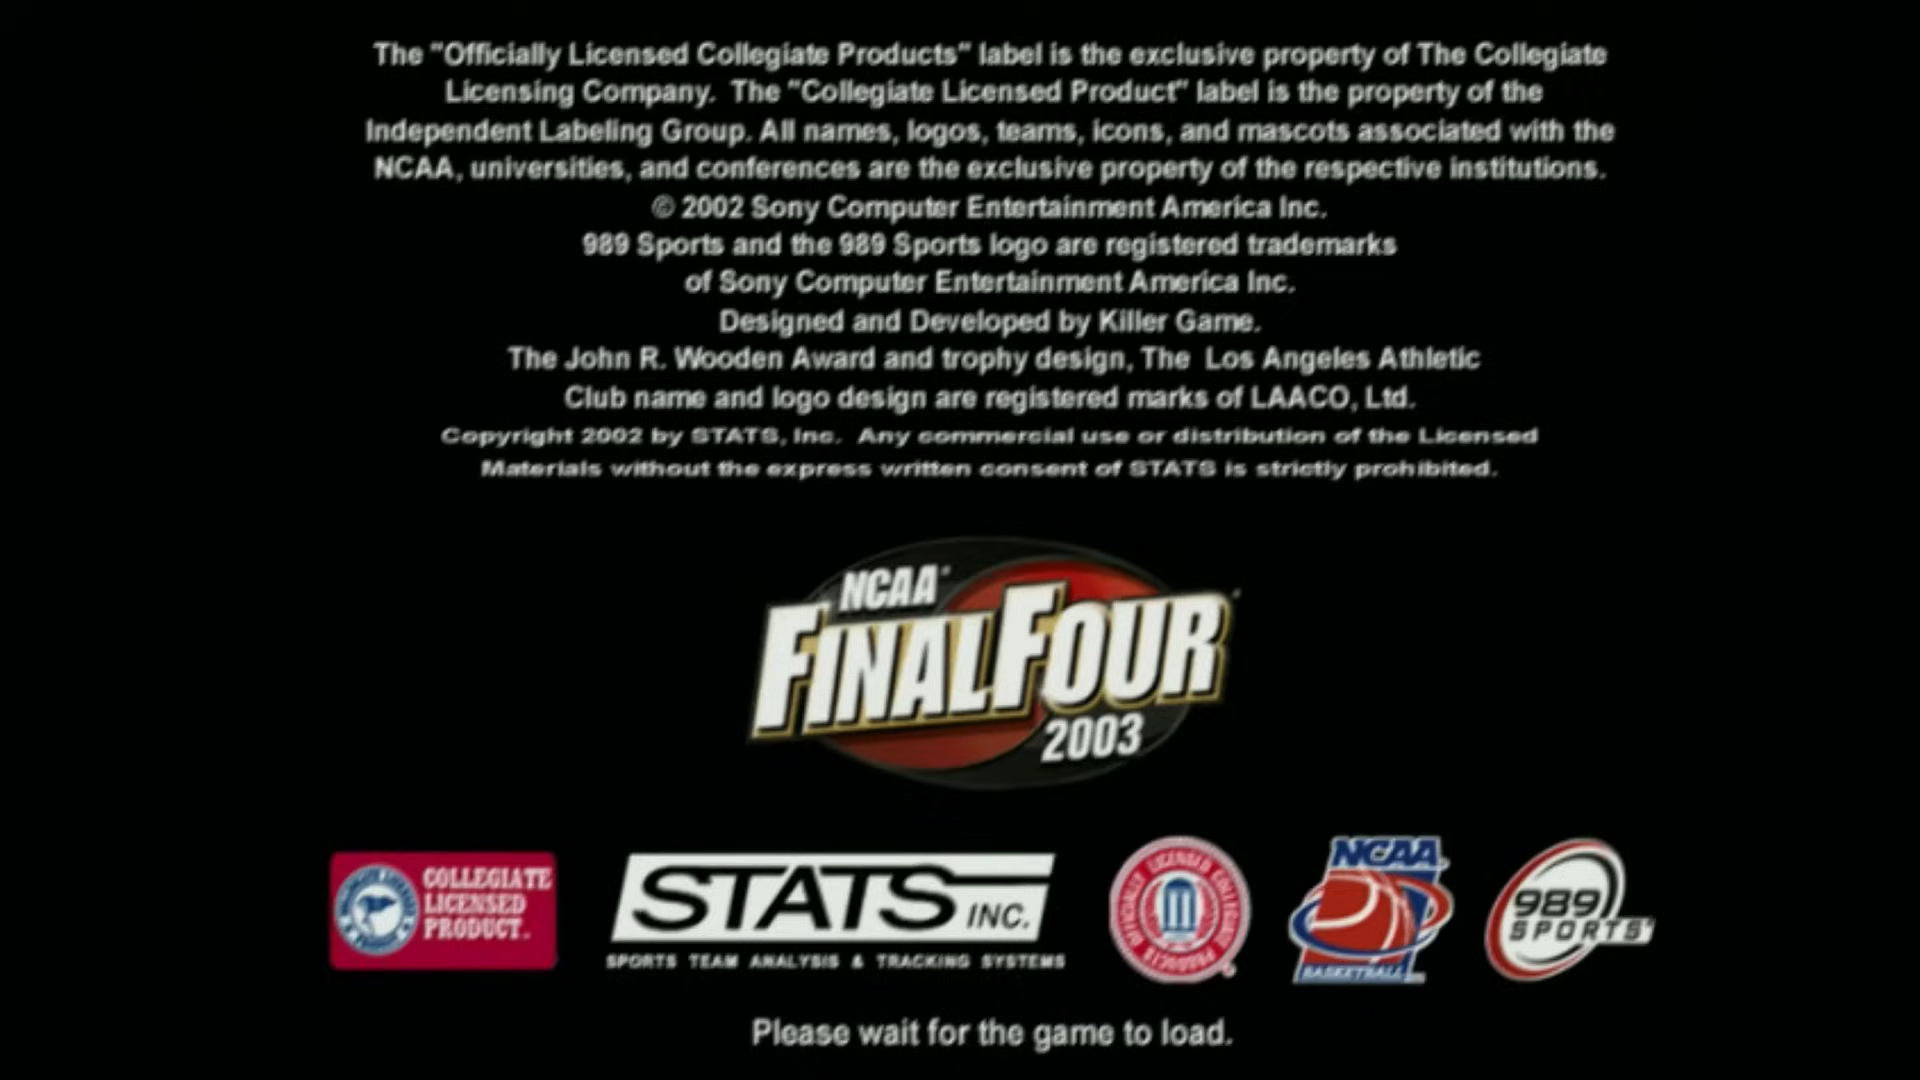 The "Officially Licensed Collegiate Products" label is the exclusive property of The Collegiate
Licensing Company. The "Collegiate Licensed Product" label is the property of the
Independent Labeling Group. All names, logos, teams, icons, and mascots associated with the
NCAA, universities, and conferences are the exclusive property of the respective institutions.
© 2002 Sony Computer Entertainment America Inc.
989 Sports and the 989 Sports logo are registered trademarks
of Sony Computer Entertainment America Inc.
Designed and Developed by Killer Game.
The John R. Wooden Award and trophy design, The Los Angeles Athletic
Club name and logo design are registered marks of LAACO, Ltd.
Copyright 2002 by STATS, Inc. Any commercial use or distribution of the Licensed
Materials without the express written consent of STATS is strictly prohibited.
NCAA
FINAL FOUR
2003
COLLEGIATE
LICENSED
PRODUCT.
STATS INC.
SPORTS TEAM ANALYSIS & TRACKING SYSTEMS
OFFICIALLY LICENSED COLLEGIATE PRODUCTS
NCAA
BASKETBALL
989
SPORTS
Please wait for the game to load.